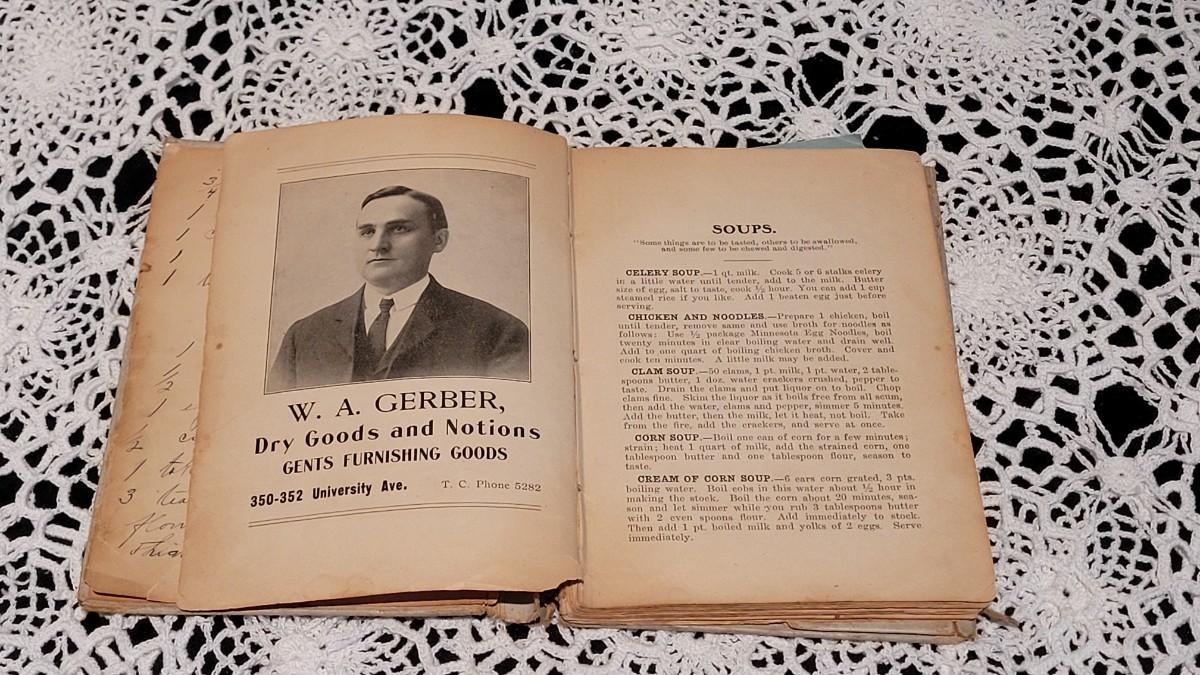 3/4
1
1
1
1
1 1/2
1
1/2
1
3
W. A. GERBER,
Dry Goods and Notions
GENTS FURNISHING GOODS
350-352 University Ave. T. C. Phone 5282
SOUPS.
"Some things are to be tasted, others to be swallowed,
and some few to be chewed and digested."
CELERY SOUP.—1 qt. milk. Cook 5 or 6 stalks celery
in a little water until tender, add to the milk. Butter
size of egg, salt to taste, cook ½ hour. You can add 1 cup
steamed rice if you like. Add 1 beaten egg just before
serving.
CHICKEN AND NOODLES.—Prepare 1 chicken, boil
until tender, remove same and use broth for noodles as
follows: Use ½ package Minnesota Egg Noodles, boil
twenty minutes in clear boiling water and drain well.
Add to one quart of boiling chicken broth. Cover and
cook ten minutes. A little milk may be added.
CLAM SOUP.—50 clams, 1 pt. milk, 1 pt. water, 2 table-
spoons butter, 1 doz. water crackers crushed, pepper to
taste. Drain the clams and put liquor on to boil. Chop
clams fine. Skim the liquor as it boils free from all scum,
then add the water, clams and pepper, simmer 5 minutes.
Add the butter, then the milk, let it heat, not boil. Take
from the fire, add the crackers, and serve at once.
CORN SOUP.—Boil one can of corn for a few minutes;
strain; heat 1 quart of milk, add the strained corn, one
tablespoon butter and one tablespoon flour, season to
taste.
CREAM OF CORN SOUP.—6 ears corn grated, 3 pts.
boiling water. Boil cobs in this water about ½ hour in
making the stock. Boil the corn about 20 minutes, sea-
son and let simmer while you rub 3 tablespoons butter
with 2 even spoons flour. Add immediately to stock.
Then add 1 pt. boiled milk and yolks of 2 eggs. Serve
immediately.